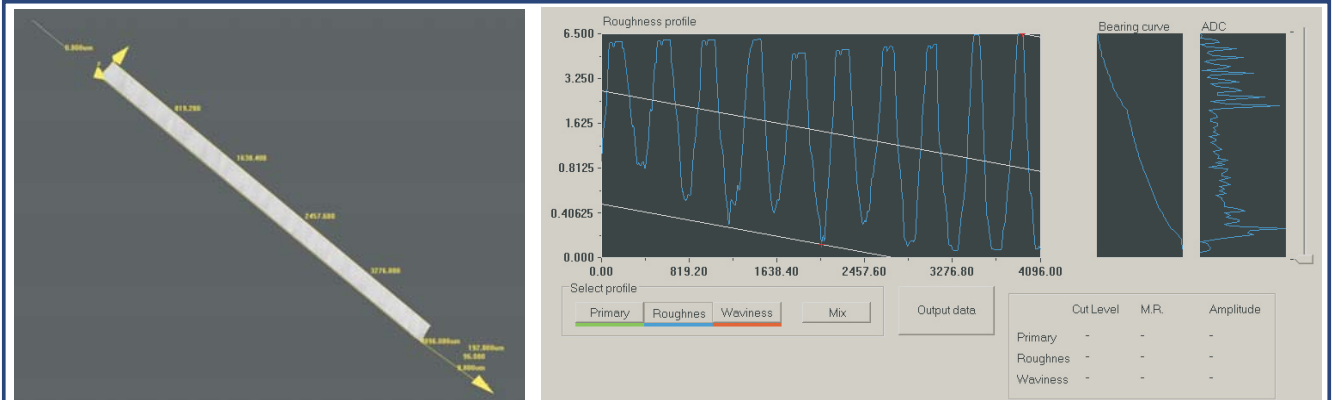 0.000um
819.200
1638.400
2457.600
3276.800
192.000um
96.000
0.000um
Roughness profile
6.500
3.250
1.625
0.8125
0.40625
0.000
0.00 819.20 1638.40 2457.60 3276.80 4096.00
Bearing curve
ADC
Select profile
Primary Roughnes Waviness Mix
Output data
Cut Level M.R. Amplitude
Primary - - -
Roughnes - - -
Waviness - - -